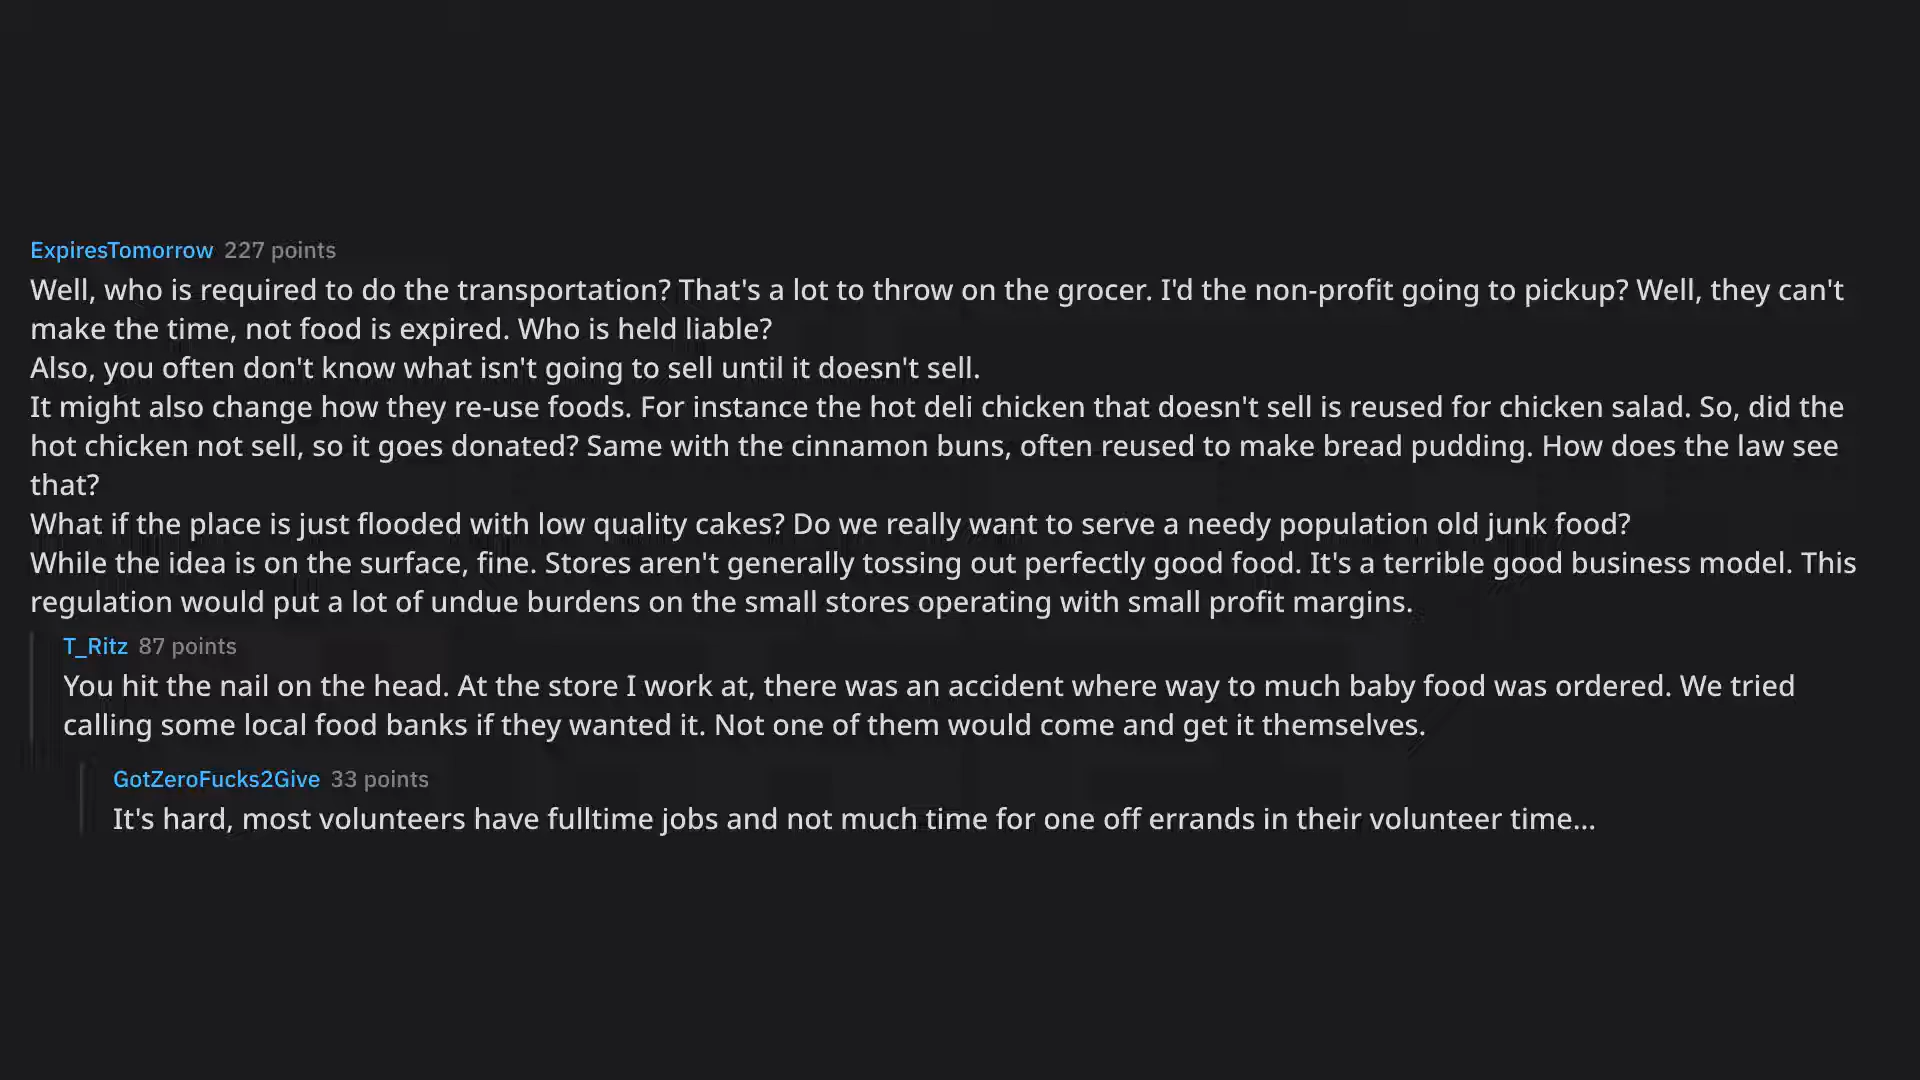 ExpiresTomorrow 227 points
Well, who is required to do the transportation? That's a lot to throw on the grocer. I'd the non-profit going to pickup? Well, they can't
make the time, not food is expired. Who is held liable?
Also, you often don't know what isn't going to sell until it doesn't sell.
It might also change how they re-use foods. For instance the hot deli chicken that doesn't sell is reused for chicken salad. So, did the
hot chicken not sell, so it goes donated? Same with the cinnamon buns, often reused to make bread pudding. How does the law see
that?
What if the place is just flooded with low quality cakes? Do we really want to serve a needy population old junk food?
While the idea is on the surface, fine. Stores aren't generally tossing out perfectly good food. It's a terrible good business model. This
regulation would put a lot of undue burdens on the small stores operating with small profit margins.
T_Ritz 87 points
You hit the nail on the head. At the store I work at, there was an accident where way to much baby food was ordered. We tried
calling some local food banks if they wanted it. Not one of them would come and get it themselves.
GotZeroFucks2Give 33 points
It's hard, most volunteers have fulltime jobs and not much time for one off errands in their volunteer time...